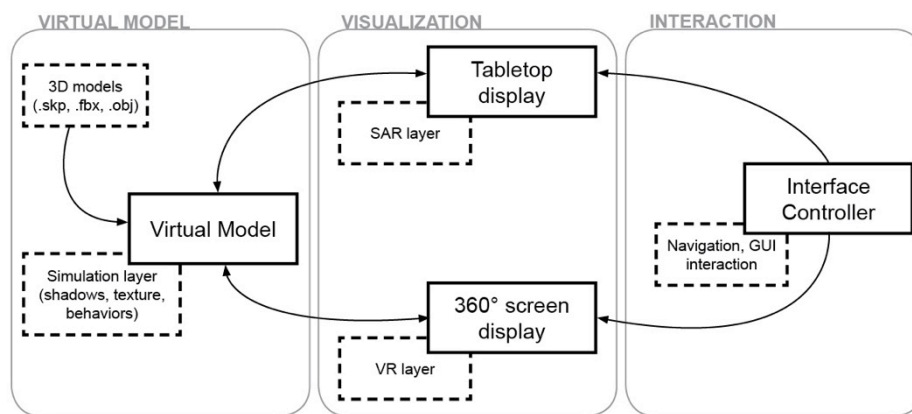 VIRTUAL MODEL
3D models
(.skp, .fbx, .obj)
Virtual Model
Simulation layer
(shadows, texture,
behaviors)
VISUALIZATION
Tabletop
display
SAR layer
360° screen
display
VR layer
INTERACTION
Interface
Controller
Navigation, GUI
interaction